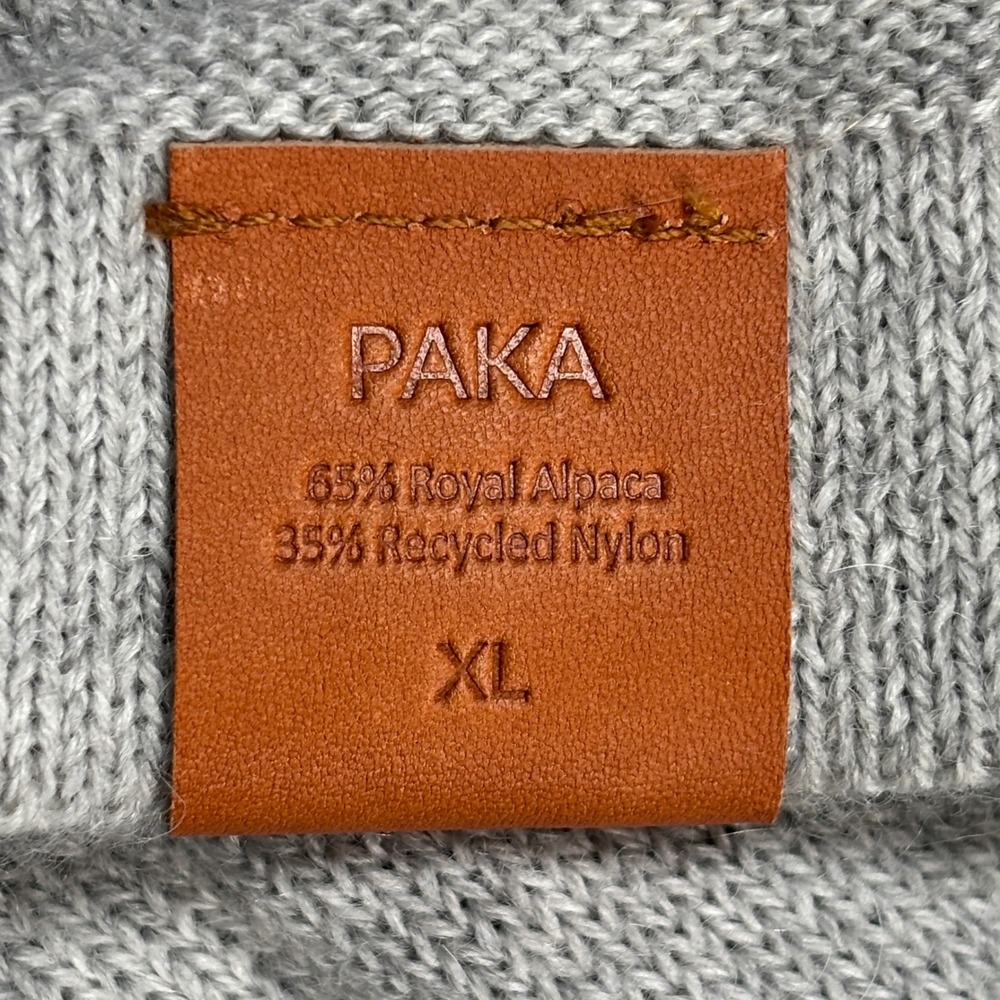 PAKA
65% Royal Alpaca
35% Recycled Nylon
XL